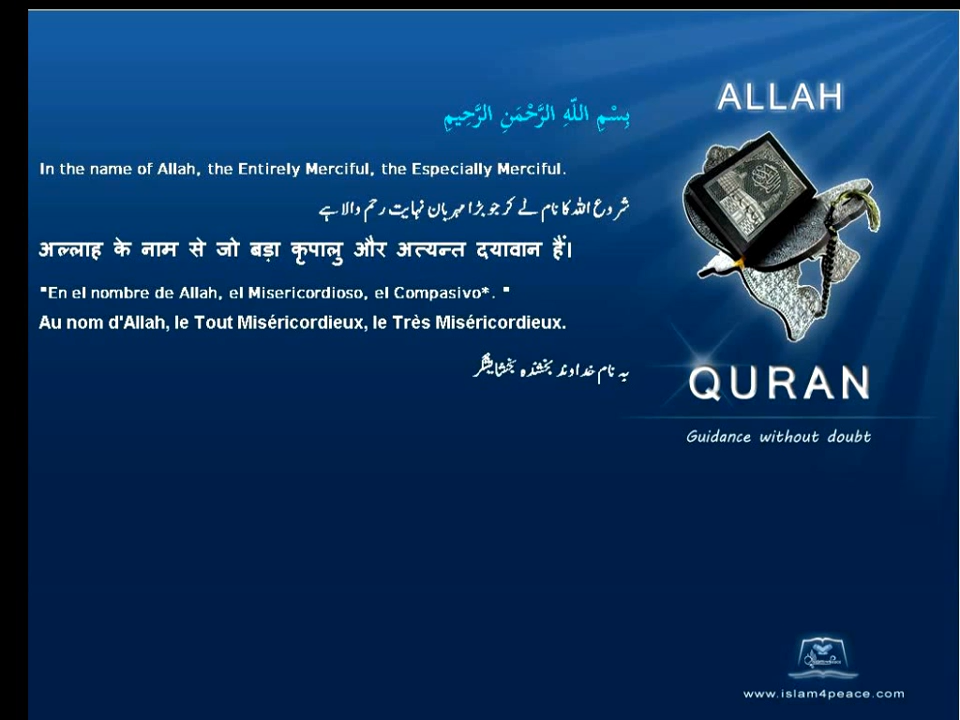 بِسْمِ اللَّهِ الرَّحْمَنِ الرَّحِيمِ
In the name of Allah, the Entirely Merciful, the Especially Merciful.
شروع اللہ کا نام لے کر جو بڑا مہربان نہایت رحم والا ہے
अल्लाह के नाम से जो बड़ा कृपालु और अत्यन्त दयावान हैं।
"En el nombre de Allah, el Misericordioso, el Compasivo*. "
Au nom d'Allah, le Tout Miséricordieux, le Très Miséricordieux.
به نام خداوند بخشنده بخشایشگر
ALLAH
QURAN
Guidance without doubt
www.islam4peace.com